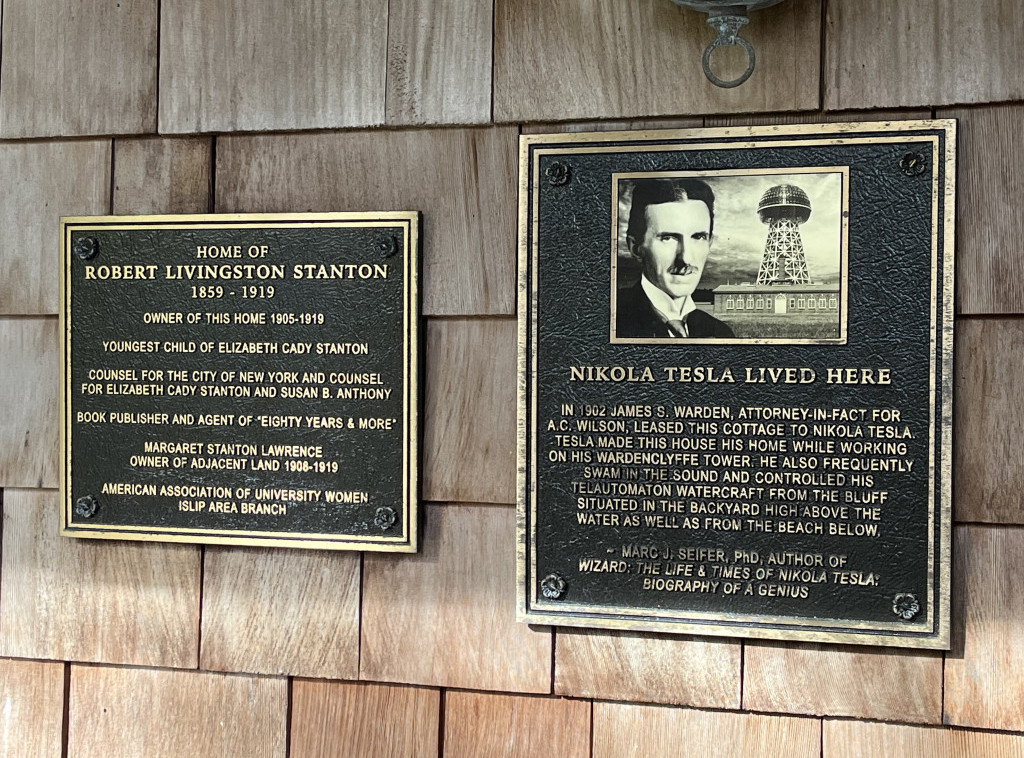 HOME OF
ROBERT LIVINGSTON STANTON
1859 - 1919
OWNER OF THIS HOME 1905-1919
YOUNGEST CHILD OF ELIZABETH CADY STANTON
COUNSEL FOR THE CITY OF NEW YORK AND COUNSEL
FOR ELIZABETH CADY STANTON AND SUSAN B. ANTHONY
BOOK PUBLISHER AND AGENT OF "EIGHTY YEARS & MORE"
MARGARET STANTON LAWRENCE
OWNER OF ADJACENT LAND 1908-1919
AMERICAN ASSOCIATION OF UNIVERSITY WOMEN
ISLIP AREA BRANCH
NIKOLA TESLA LIVED HERE
IN 1902 JAMES S. WARDEN, ATTORNEY-IN-FACT FOR
A.C. WILSON, LEASED THIS COTTAGE TO NIKOLA TESLA.
TESLA MADE THIS HOUSE HIS HOME WHILE WORKING
ON HIS WARDENCLYFFE TOWER. HE ALSO FREQUENTLY
SWAM IN THE SOUND AND CONTROLLED HIS
TELAUTOMATON WATERCRAFT FROM THE BLUFF
SITUATED IN THE BACKYARD HIGH ABOVE THE
WATER AS WELL AS FROM THE BEACH BELOW.
~ MARC J. SEIFER, PhD, AUTHOR OF
WIZARD: THE LIFE & TIMES OF NIKOLA TESLA:
BIOGRAPHY OF A GENIUS